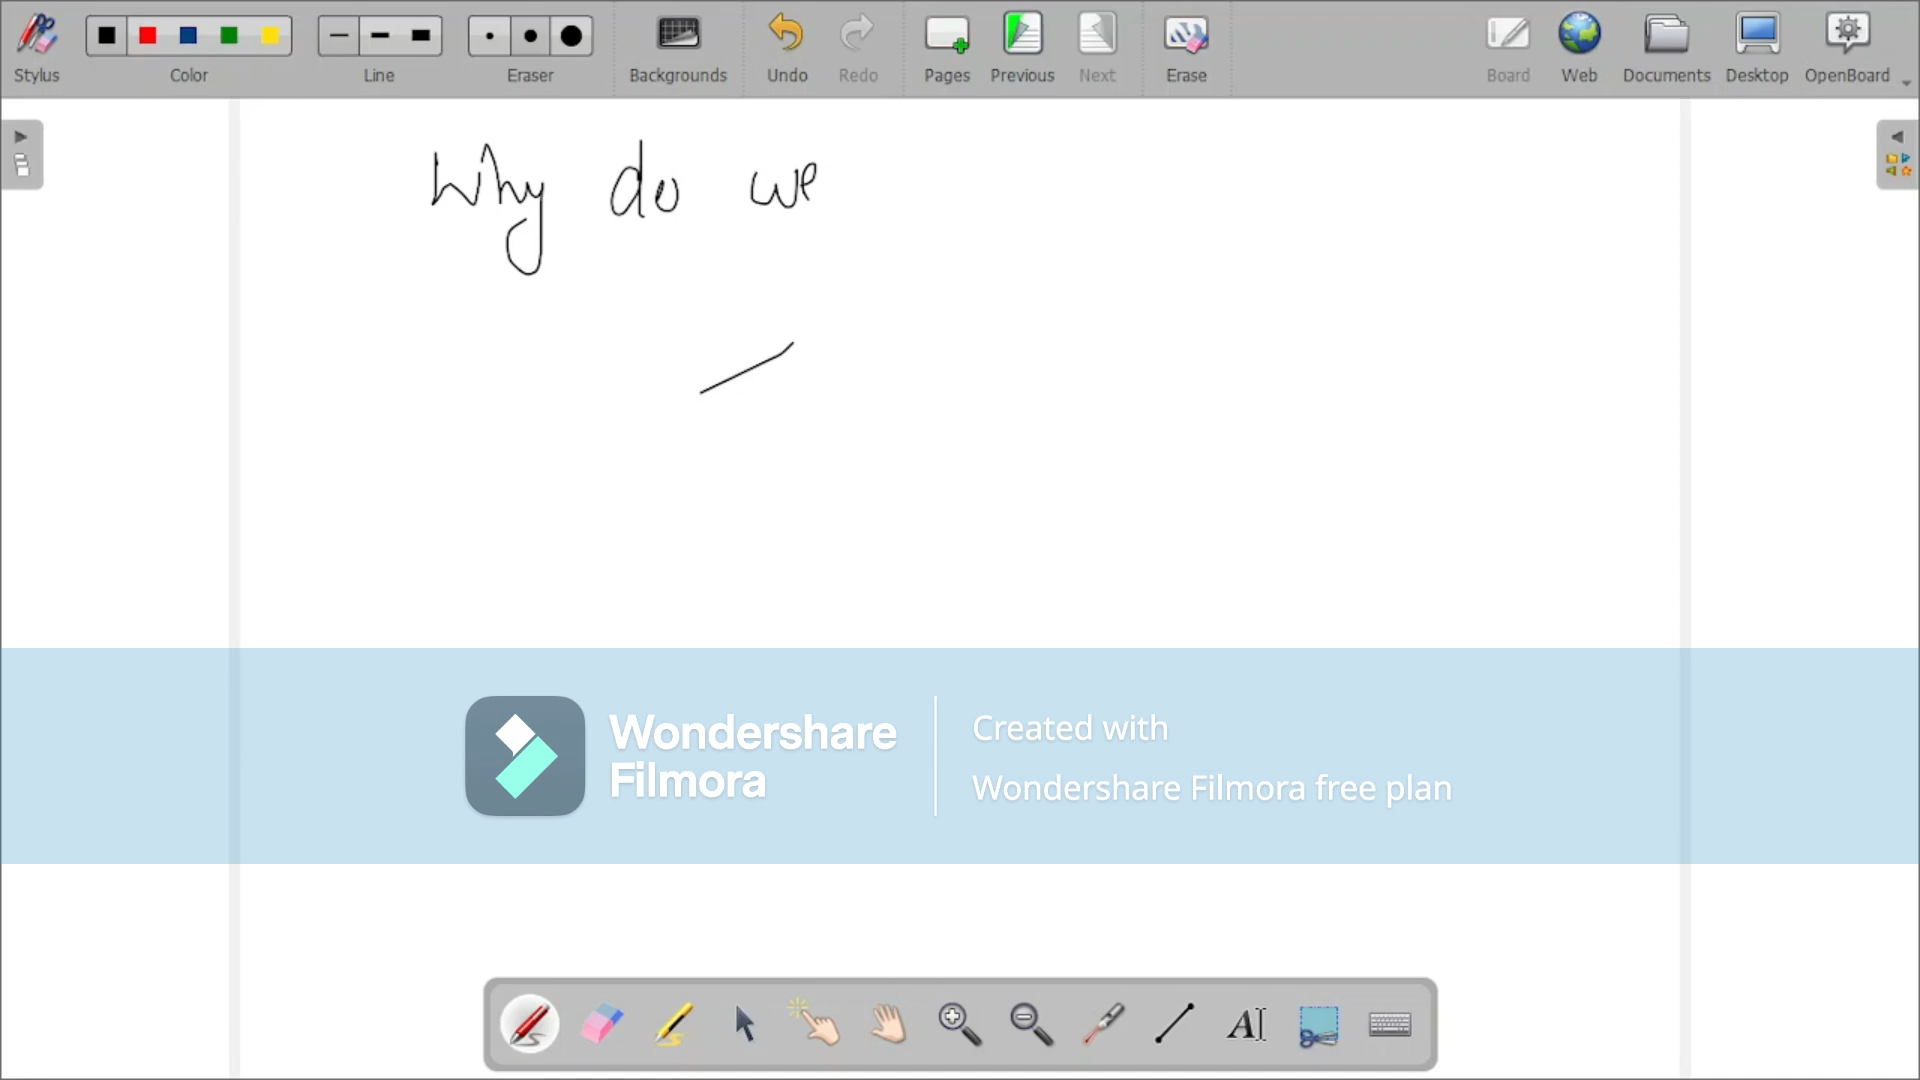 Stylus Color Line Eraser Backgrounds Undo Redo Pages Previous Next Erase Board Web Documents Desktop OpenBoard
Why do we
Wondershare
Filmora
Created with
Wondershare Filmora free plan